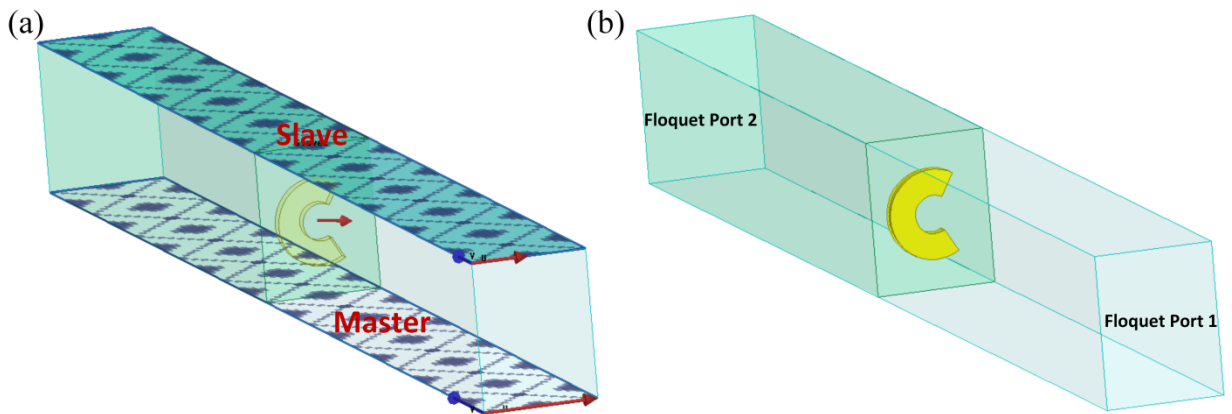 (a)
Slave
Master
(b)
Floquet Port 2
Floquet Port 1